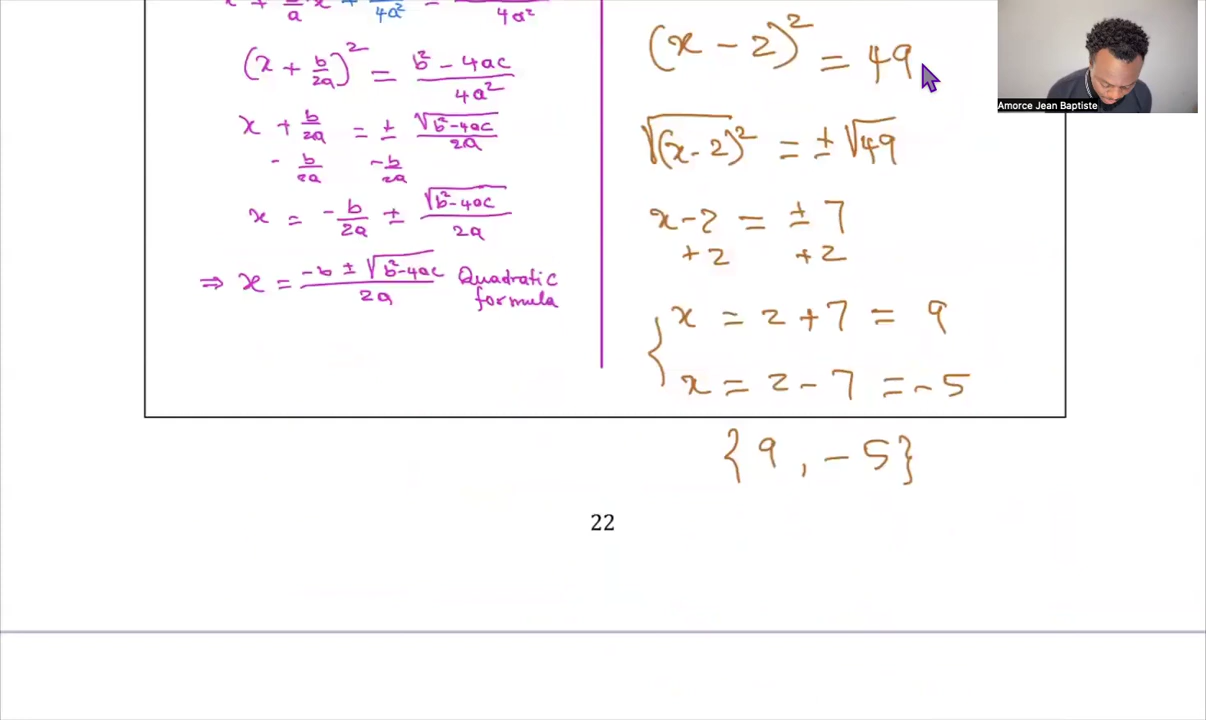 x + b/a x + /4a² = /4a²
(x + b/2a)² = b² - 4ac/4a²
x + b/2a = ± √b²-4ac/2a
- b/2a -b/2a
x = -b/2a ± √b²-4ac/2a
⇒ x = -b ± √b²-4ac/2a Quadratic formula
(x - 2)² = 49
√(x-2)² = ±√49
x-2 = ± 7
+2 +2
x = 2 + 7 = 9
x = 2 - 7 = -5
{9, -5}
22
Amorce Jean Baptiste